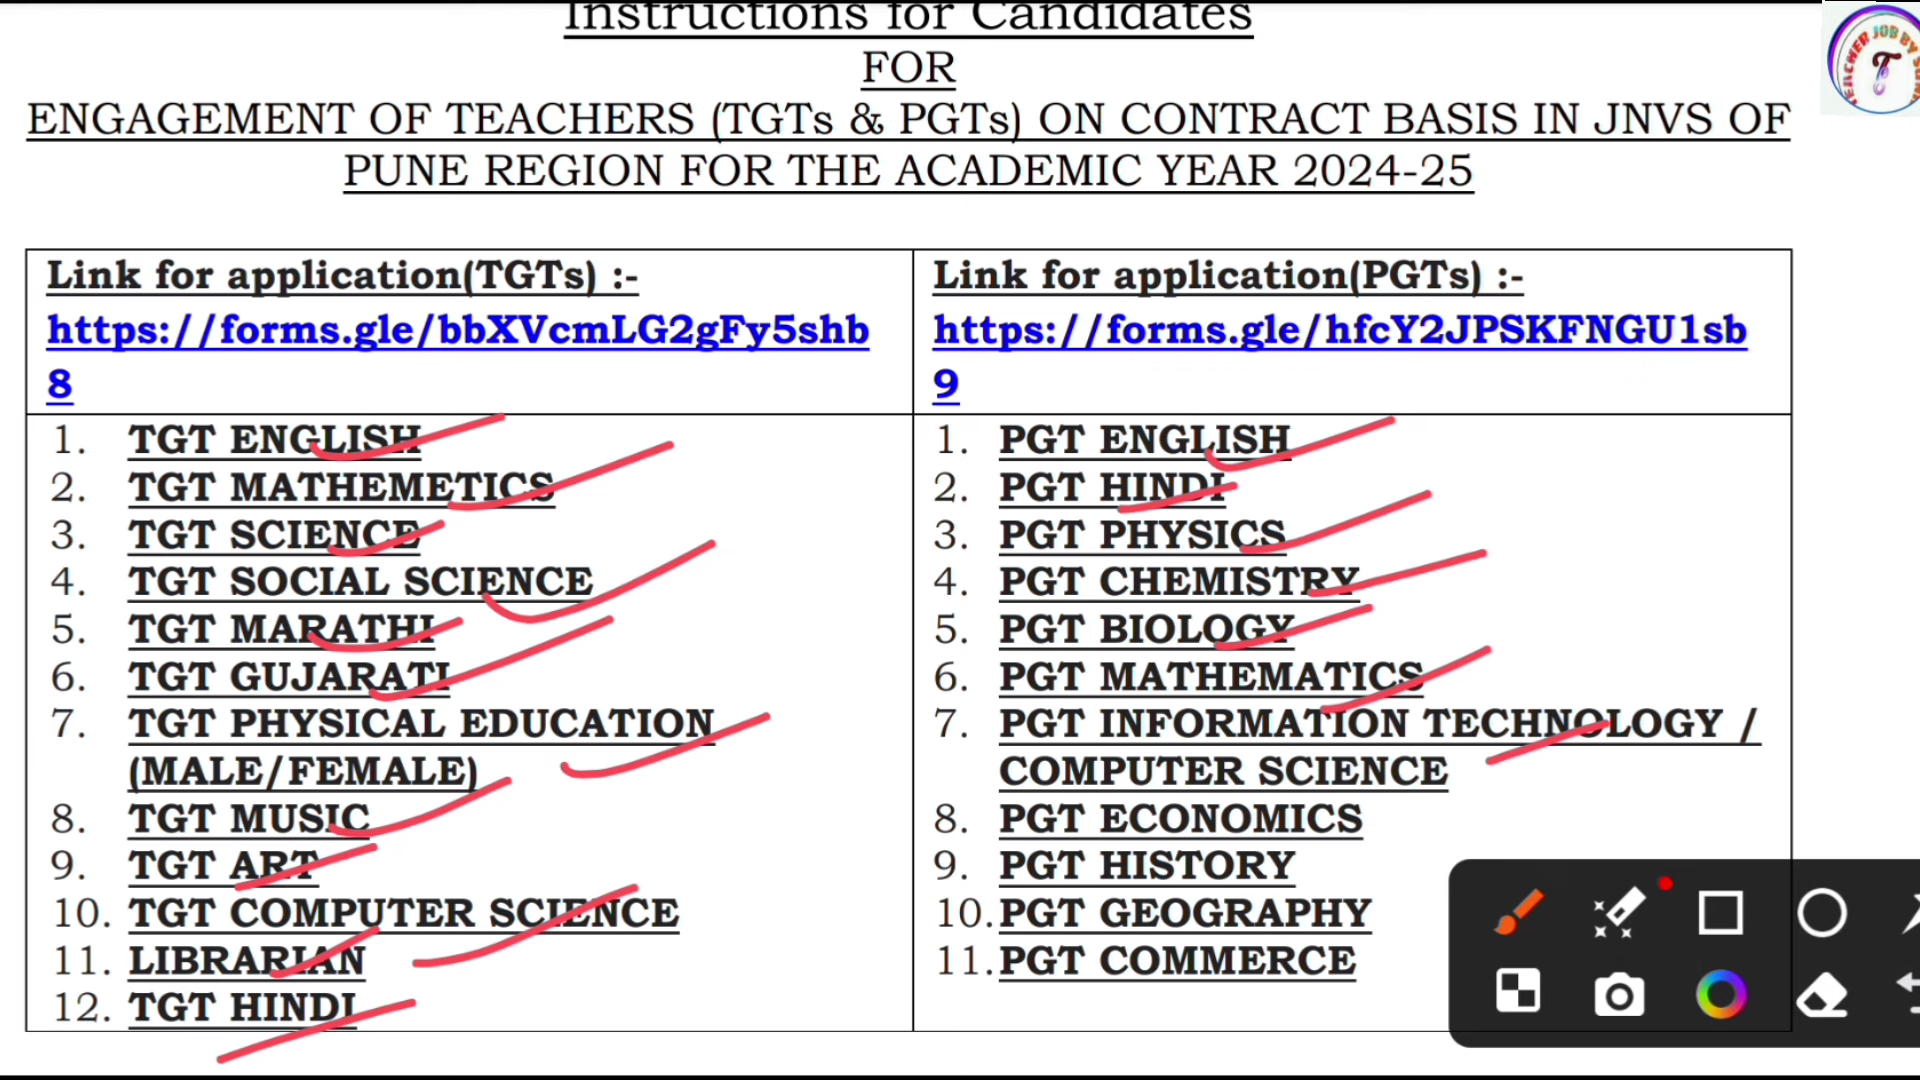 Instructions for Candidates
FOR
ENGAGEMENT OF TEACHERS (TGTs & PGTs) ON CONTRACT BASIS IN JNVS OF
PUNE REGION FOR THE ACADEMIC YEAR 2024-25
Link for application(TGTs) :-
https://forms.gle/bbXVcmLG2gFy5shb
8
1. TGT ENGLISH
2. TGT MATHEMETICS
3. TGT SCIENCE
4. TGT SOCIAL SCIENCE
5. TGT MARATHI
6. TGT GUJARATI
7. TGT PHYSICAL EDUCATION
(MALE/FEMALE)
8. TGT MUSIC
9. TGT ART
10. TGT COMPUTER SCIENCE
11. LIBRARIAN
12. TGT HINDI
Link for application(PGTs) :-
https://forms.gle/hfcY2JPSKFNGU1sb
9
1. PGT ENGLISH
2. PGT HINDI
3. PGT PHYSICS
4. PGT CHEMISTRY
5. PGT BIOLOGY
6. PGT MATHEMATICS
7. PGT INFORMATION TECHNOLOGY /
COMPUTER SCIENCE
8. PGT ECONOMICS
9. PGT HISTORY
10. PGT GEOGRAPHY
11. PGT COMMERCE
TEACHER JOB BY